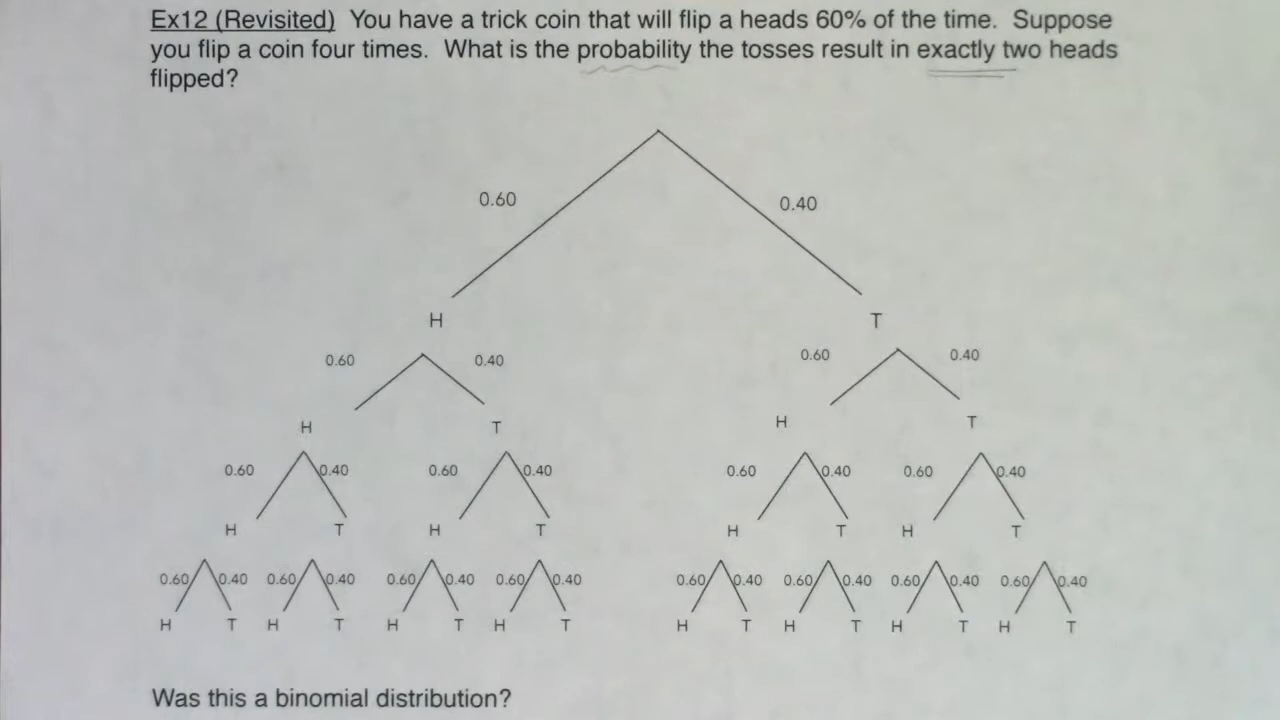 Ex12 (Revisited) You have a trick coin that will flip a heads 60% of the time. Suppose
you flip a coin four times. What is the probability the tosses result in exactly two heads
flipped?
0.60 0.40
H T
0.60 0.40 0.60 0.40
H T H T
0.60 0.40 0.60 0.40 0.60 0.40 0.60 0.40
H T H T H T H T
0.60 0.40 0.60 0.40 0.60 0.40 0.60 0.40 0.60 0.40 0.60 0.40 0.60 0.40 0.60 0.40
H T H T H T H T H T H T H T H T
Was this a binomial distribution?